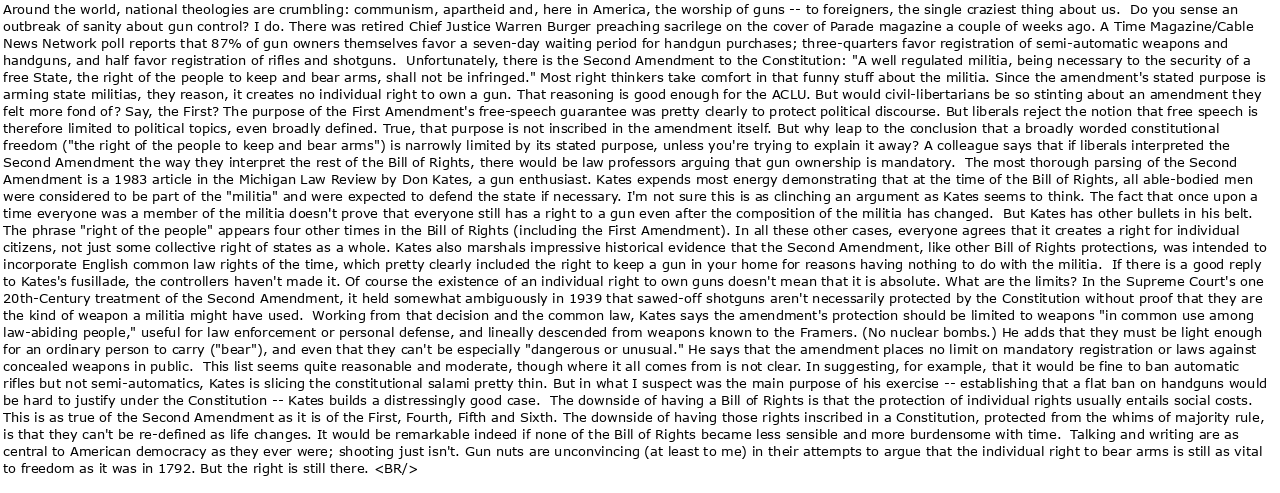 Around the world, national theologies are crumbling: communism, apartheid and, here in America, the worship of guns -- to foreigners, the single craziest thing about us.  Do you sense an
outbreak of sanity about gun control? I do. There was retired Chief Justice Warren Burger preaching sacrilege on the cover of Parade magazine a couple of weeks ago. A Time Magazine/Cable
News Network poll reports that 87% of gun owners themselves favor a seven-day waiting period for handgun purchases; three-quarters favor registration of semi-automatic weapons and
handguns, and half favor registration of rifles and shotguns.  Unfortunately, there is the Second Amendment to the Constitution: "A well regulated militia, being necessary to the security of a
free State, the right of the people to keep and bear arms, shall not be infringed." Most right thinkers take comfort in that funny stuff about the militia. Since the amendment's stated purpose is
arming state militias, they reason, it creates no individual right to own a gun. That reasoning is good enough for the ACLU. But would civil-libertarians be so stinting about an amendment they
felt more fond of? Say, the First? The purpose of the First Amendment's free-speech guarantee was pretty clearly to protect political discourse. But liberals reject the notion that free speech is
therefore limited to political topics, even broadly defined. True, that purpose is not inscribed in the amendment itself. But why leap to the conclusion that a broadly worded constitutional
freedom ("the right of the people to keep and bear arms") is narrowly limited by its stated purpose, unless you're trying to explain it away? A colleague says that if liberals interpreted the
Second Amendment the way they interpret the rest of the Bill of Rights, there would be law professors arguing that gun ownership is mandatory.  The most thorough parsing of the Second
Amendment is a 1983 article in the Michigan Law Review by Don Kates, a gun enthusiast. Kates expends most energy demonstrating that at the time of the Bill of Rights, all able-bodied men
were considered to be part of the "militia" and were expected to defend the state if necessary. I'm not sure this is as clinching an argument as Kates seems to think. The fact that once upon a
time everyone was a member of the militia doesn't prove that everyone still has a right to a gun even after the composition of the militia has changed.  But Kates has other bullets in his belt.
The phrase "right of the people" appears four other times in the Bill of Rights (including the First Amendment). In all these other cases, everyone agrees that it creates a right for individual
citizens, not just some collective right of states as a whole. Kates also marshals impressive historical evidence that the Second Amendment, like other Bill of Rights protections, was intended to
incorporate English common law rights of the time, which pretty clearly included the right to keep a gun in your home for reasons having nothing to do with the militia.  If there is a good reply
to Kates's fusillade, the controllers haven't made it. Of course the existence of an individual right to own guns doesn't mean that it is absolute. What are the limits? In the Supreme Court's one
20th-Century treatment of the Second Amendment, it held somewhat ambiguously in 1939 that sawed-off shotguns aren't necessarily protected by the Constitution without proof that they are
the kind of weapon a militia might have used.  Working from that decision and the common law, Kates says the amendment's protection should be limited to weapons "in common use among
law-abiding people," useful for law enforcement or personal defense, and lineally descended from weapons known to the Framers. (No nuclear bombs.) He adds that they must be light enough
for an ordinary person to carry ("bear"), and even that they can't be especially "dangerous or unusual." He says that the amendment places no limit on mandatory registration or laws against
concealed weapons in public.  This list seems quite reasonable and moderate, though where it all comes from is not clear. In suggesting, for example, that it would be fine to ban automatic
rifles but not semi-automatics, Kates is slicing the constitutional salami pretty thin. But in what I suspect was the main purpose of his exercise -- establishing that a flat ban on handguns would
be hard to justify under the Constitution -- Kates builds a distressingly good case.  The downside of having a Bill of Rights is that the protection of individual rights usually entails social costs.
This is as true of the Second Amendment as it is of the First, Fourth, Fifth and Sixth. The downside of having those rights inscribed in a Constitution, protected from the whims of majority rule,
is that they can't be re-defined as life changes. It would be remarkable indeed if none of the Bill of Rights became less sensible and more burdensome with time.  Talking and writing are as
central to American democracy as they ever were; shooting just isn't. Gun nuts are unconvincing (at least to me) in their attempts to argue that the individual right to bear arms is still as vital
to freedom as it was in 1792. But the right is still there. <BR/>